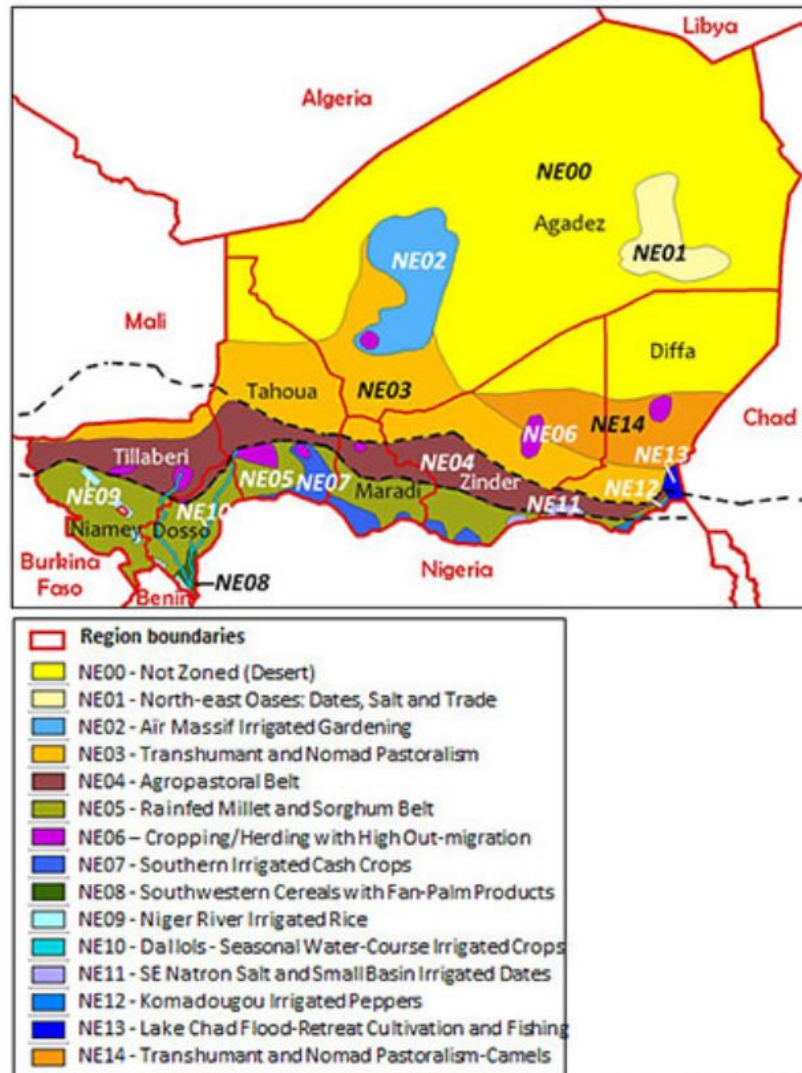 Libya
Algeria
NE00
Agadez
NE01
NE02
Mali
Diffa
Tahoua
NE03
Chad
NE14
NE06
NE13
Tillaberi
NE04
Zinder
NE05
NE07
Maradi
NE12
NE11
NE09
NE10
Niamey
Dosso
Burkina
Faso
Benin
NE08
Nigeria
Region boundaries
NE00 - Not Zoned (Desert)
NE01 - North-east Oases: Dates, Salt and Trade
NE02 - Aïr Massif Irrigated Gardening
NE03 - Transhumant and Nomad Pastoralism
NE04 - Agropastoral Belt
NE05 - Rainfed Millet and Sorghum Belt
NE06 – Cropping/Herding with High Out-migration
NE07 - Southern Irrigated Cash Crops
NE08 - Southwestern Cereals with Fan-Palm Products
NE09 - Niger River Irrigated Rice
NE10 - Dallols - Seasonal Water-Course Irrigated Crops
NE11 - SE Natron Salt and Small Basin Irrigated Dates
NE12 - Komadougou Irrigated Peppers
NE13 - Lake Chad Flood-Retreat Cultivation and Fishing
NE14 - Transhumant and Nomad Pastoralism-Camels